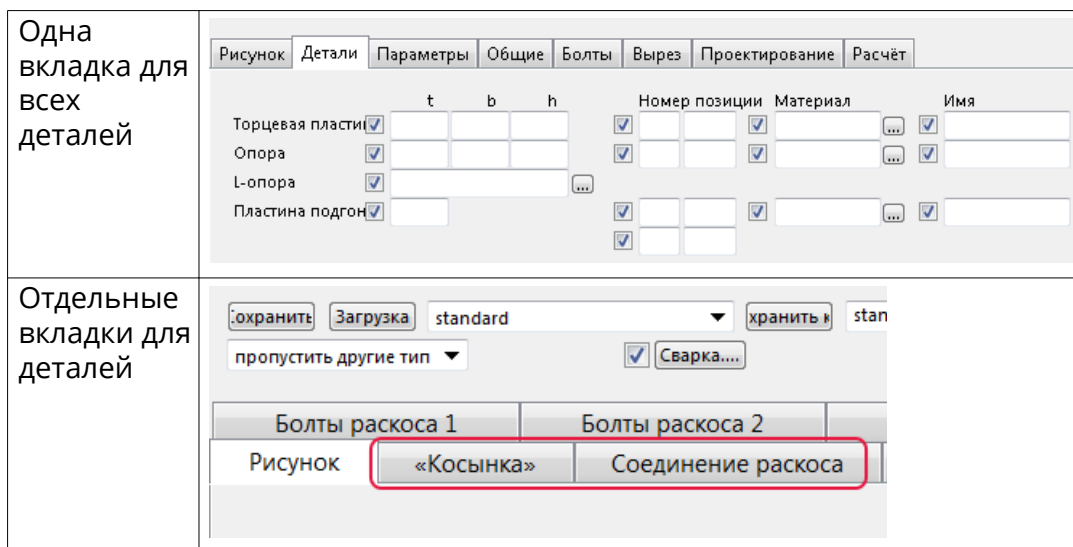 Одна
вкладка для
всех
деталей
Рисунок Детали Параметры Общие Болты Вырез Проектирование Расчёт
t b h Номер позиции Материал Имя
Торцевая пласти
Опора
L-опора
Пластина подгон
Отдельные
вкладки для
деталей
Сохранить Загрузка standard хранить к stan
пропустить другие тип Сварка....
Болты раскоса 1 Болты раскоса 2
Рисунок «Косынка» Соединение раскоса